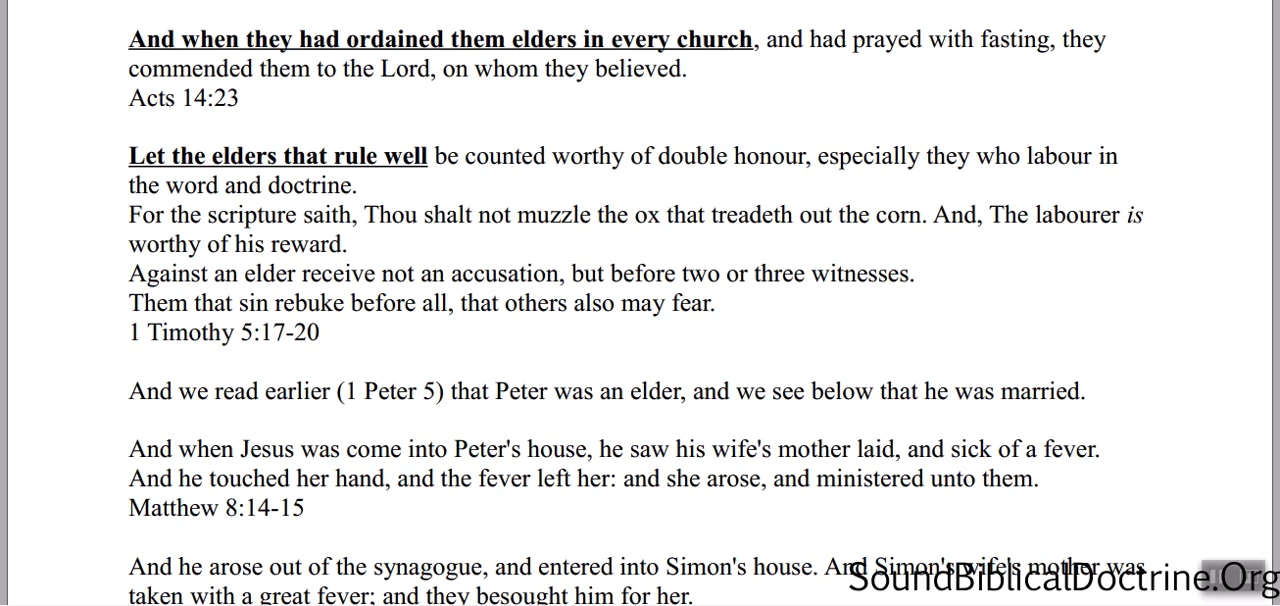 And when they had ordained them elders in every church, and had prayed with fasting, they
commended them to the Lord, on whom they believed.
Acts 14:23
Let the elders that rule well be counted worthy of double honour, especially they who labour in
the word and doctrine.
For the scripture saith, Thou shalt not muzzle the ox that treadeth out the corn. And, The labourer is
worthy of his reward.
Against an elder receive not an accusation, but before two or three witnesses.
Them that sin rebuke before all, that others also may fear.
1 Timothy 5:17-20
And we read earlier (1 Peter 5) that Peter was an elder, and we see below that he was married.
And when Jesus was come into Peter's house, he saw his wife's mother laid, and sick of a fever.
And he touched her hand, and the fever left her: and she arose, and ministered unto them.
Matthew 8:14-15
And he arose out of the synagogue, and entered into Simon's house. And Simon's wife's mother was
taken with a great fever; and they besought him for her.
SoundBiblicalDoctrine.Org